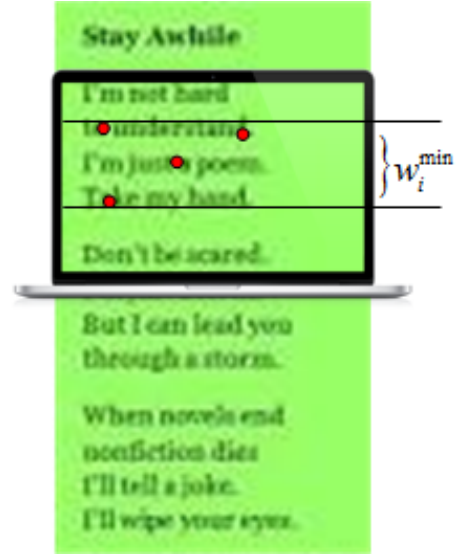 Stay Awhile
I'm not hard
to understand.
I'm just a poem.
Take my hand.
w_i^min
Don't be scared.
But I can lead you
through a storm.
When novels end
nonfiction dies
I'll tell a joke.
I'll wipe your eyes.